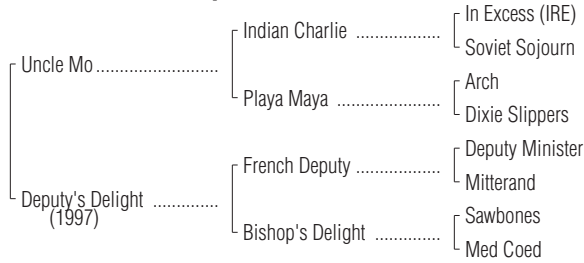 In Excess (IRE)
Indian Charlie ..................
Soviet Sojourn
Uncle Mo ..........................
Arch
Playa Maya ......................
Dixie Slippers
Deputy Minister
French Deputy ....................
Mitterand
Deputy's Delight ..............
(1997)
Sawbones
Bishop's Delight ..............
Med Coed